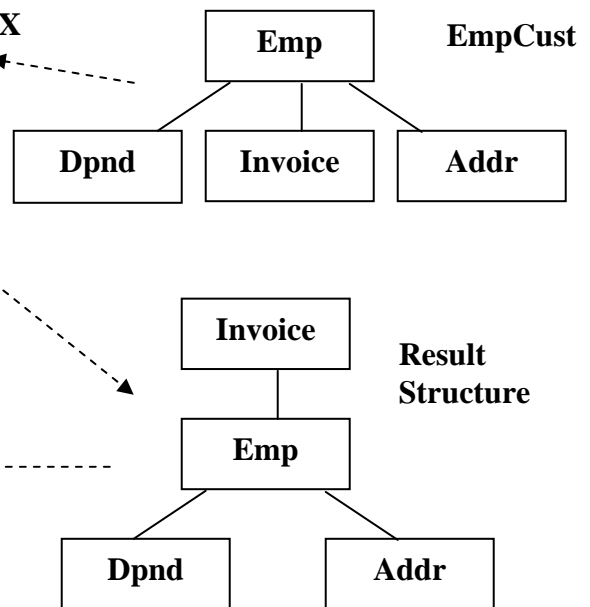 X
Emp
EmpCust
Dpnd
Invoice
Addr
Invoice
Result
Structure
Emp
Dpnd
Addr